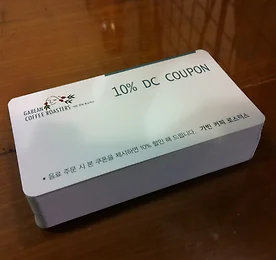 10% DC COUPON
GABEAN
COFFEE ROASTERS
• 음료 주문 시 본 쿠폰을 제시하면 10% 할인 해 드립니다. 가빈 커피 로스터스